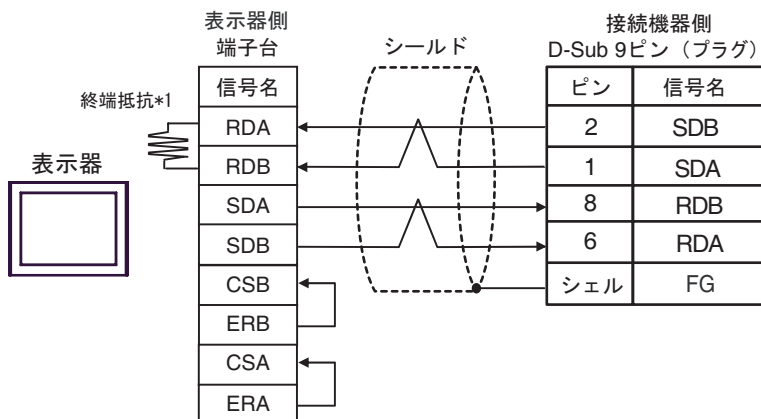 表示器側
端子台
シールド
接続機器側
D-Sub 9ピン（プラグ）
終端抵抗*1
表示器
信号名
RDA
RDB
SDA
SDB
CSB
ERB
CSA
ERA
ピン 信号名
2 SDB
1 SDA
8 RDB
6 RDA
シェル FG